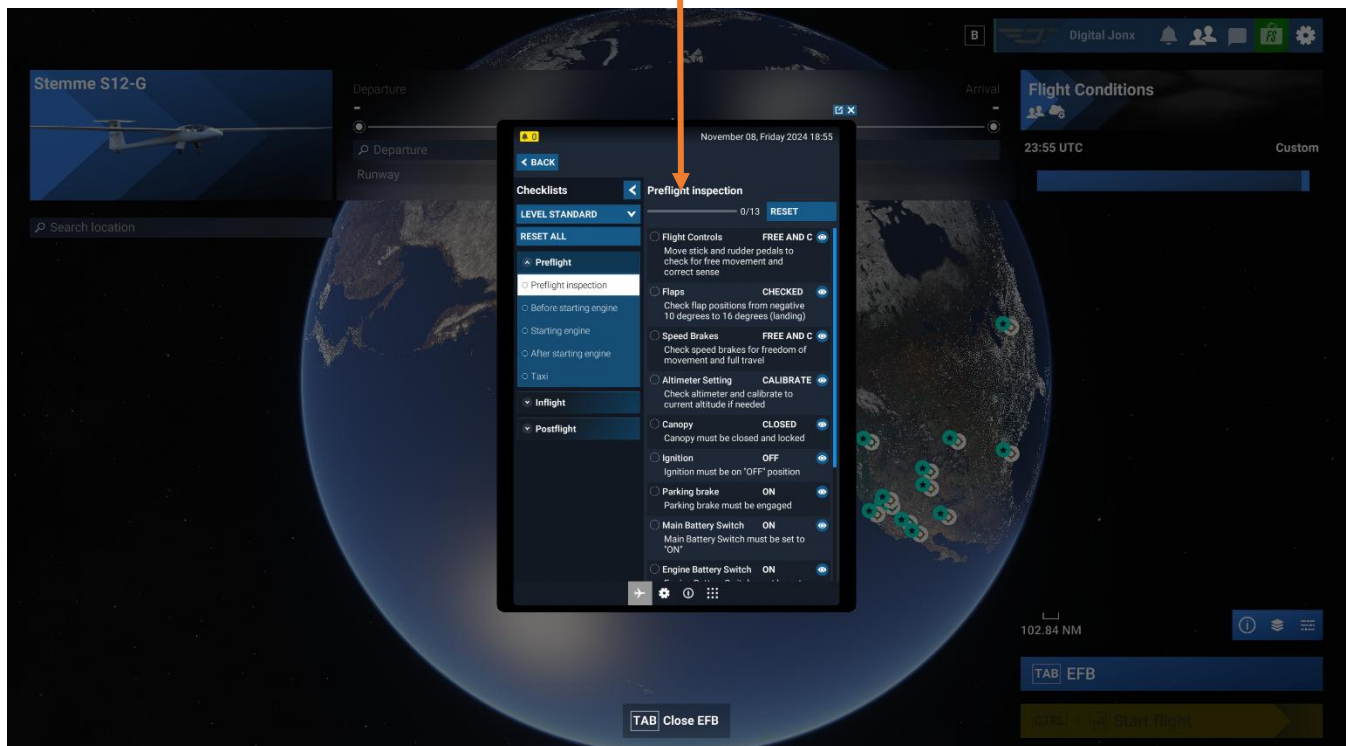 B
Digital Jonx
FS
Stemme S12-G
Departure
-
Arrival
-
Departure
Runway
Flight Conditions
23:55 UTC
Custom
Search location
0
November 08, Friday 2024 18:55
< BACK
Checklists
LEVEL STANDARD
RESET ALL
Preflight
Preflight inspection
Before starting engine
Starting engine
After starting engine
Taxi
Inflight
Postflight
Preflight inspection
0/13
RESET
Flight Controls FREE AND C
Move stick and rudder pedals to
check for free movement and
correct sense
Flaps CHECKED
Check flap positions from negative
10 degrees to 16 degrees (landing)
Speed Brakes FREE AND C
Check speed brakes for freedom of
movement and full travel
Altimeter Setting CALIBRATE
Check altimeter and calibrate to
current altitude if needed
Canopy CLOSED
Canopy must be closed and locked
Ignition OFF
Ignition must be on "OFF" position
Parking brake ON
Parking brake must be engaged
Main Battery Switch ON
Main Battery Switch must be set to
"ON"
Engine Battery Switch ON
102.84 NM
TAB EFB
CTRL Start flight
TAB Close EFB